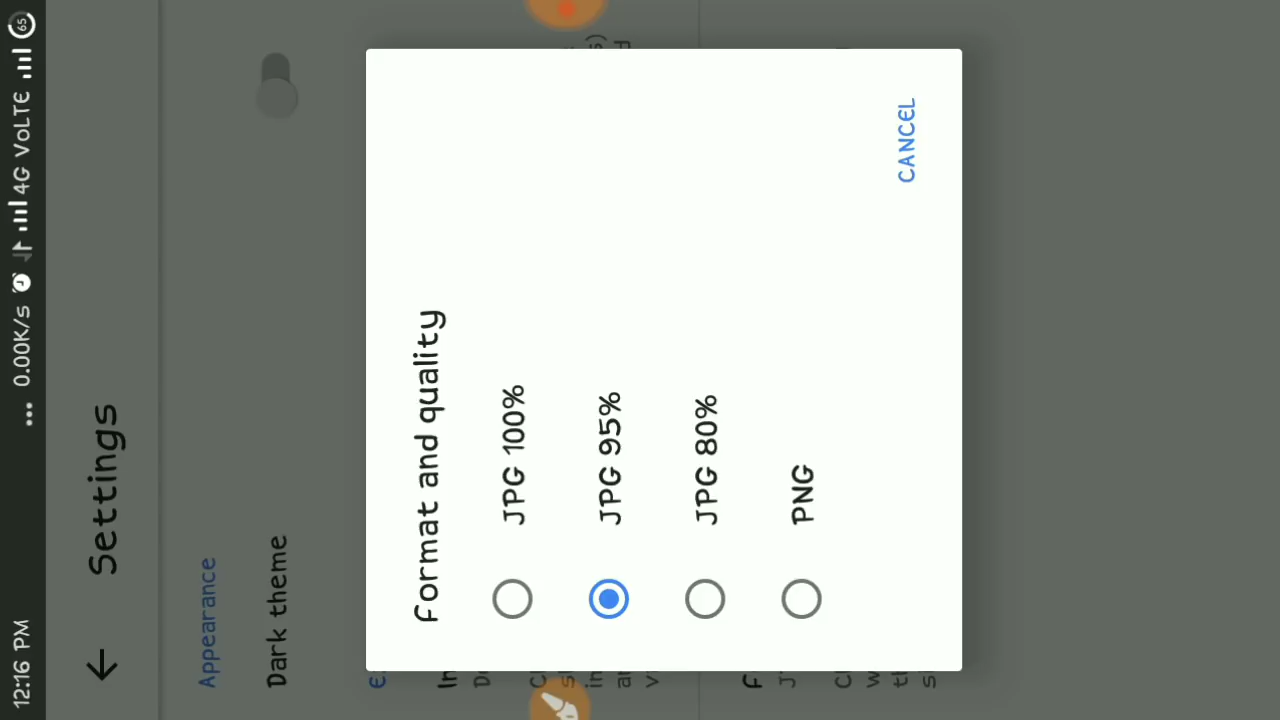 12:16 PM ... 0.00K/s 4G VoLTE 65
Settings
Appearance
Dark theme
Format and quality
JPG 100%
JPG 95%
JPG 80%
PNG
CANCEL